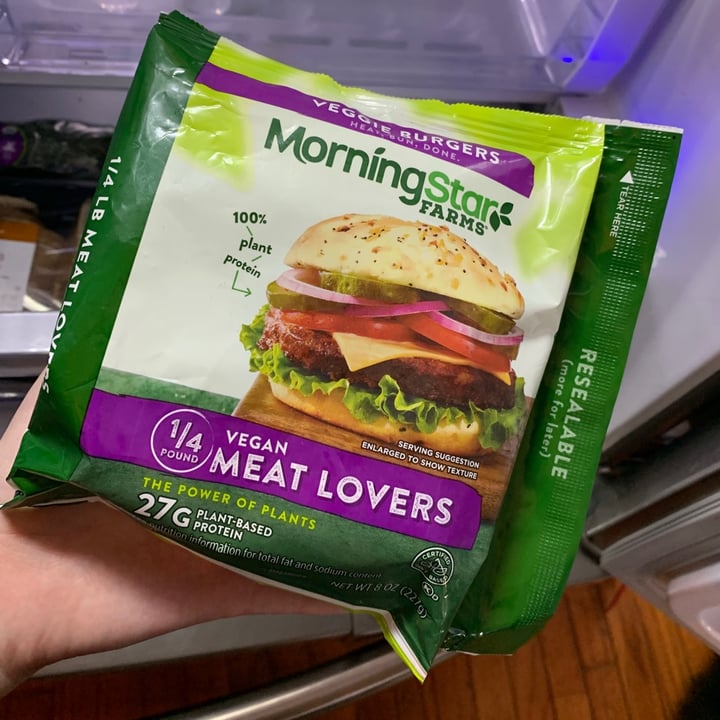 VEGGIE BURGERS
HEAT, BUN, DONE.
MorningStar
FARMS®
100%
plant
protein
TEAR HERE
RESEALABLE
(more for later)
1/4 LB MEAT LOVERS
SERVING SUGGESTION
ENLARGED TO SHOW TEXTURE
1/4
POUND
VEGAN
MEAT LOVERS
THE POWER OF PLANTS
27G PLANT-BASED
PROTEIN
nutrition information for total fat and sodium content
CERTIFIED
NET WT 8 OZ (227g)